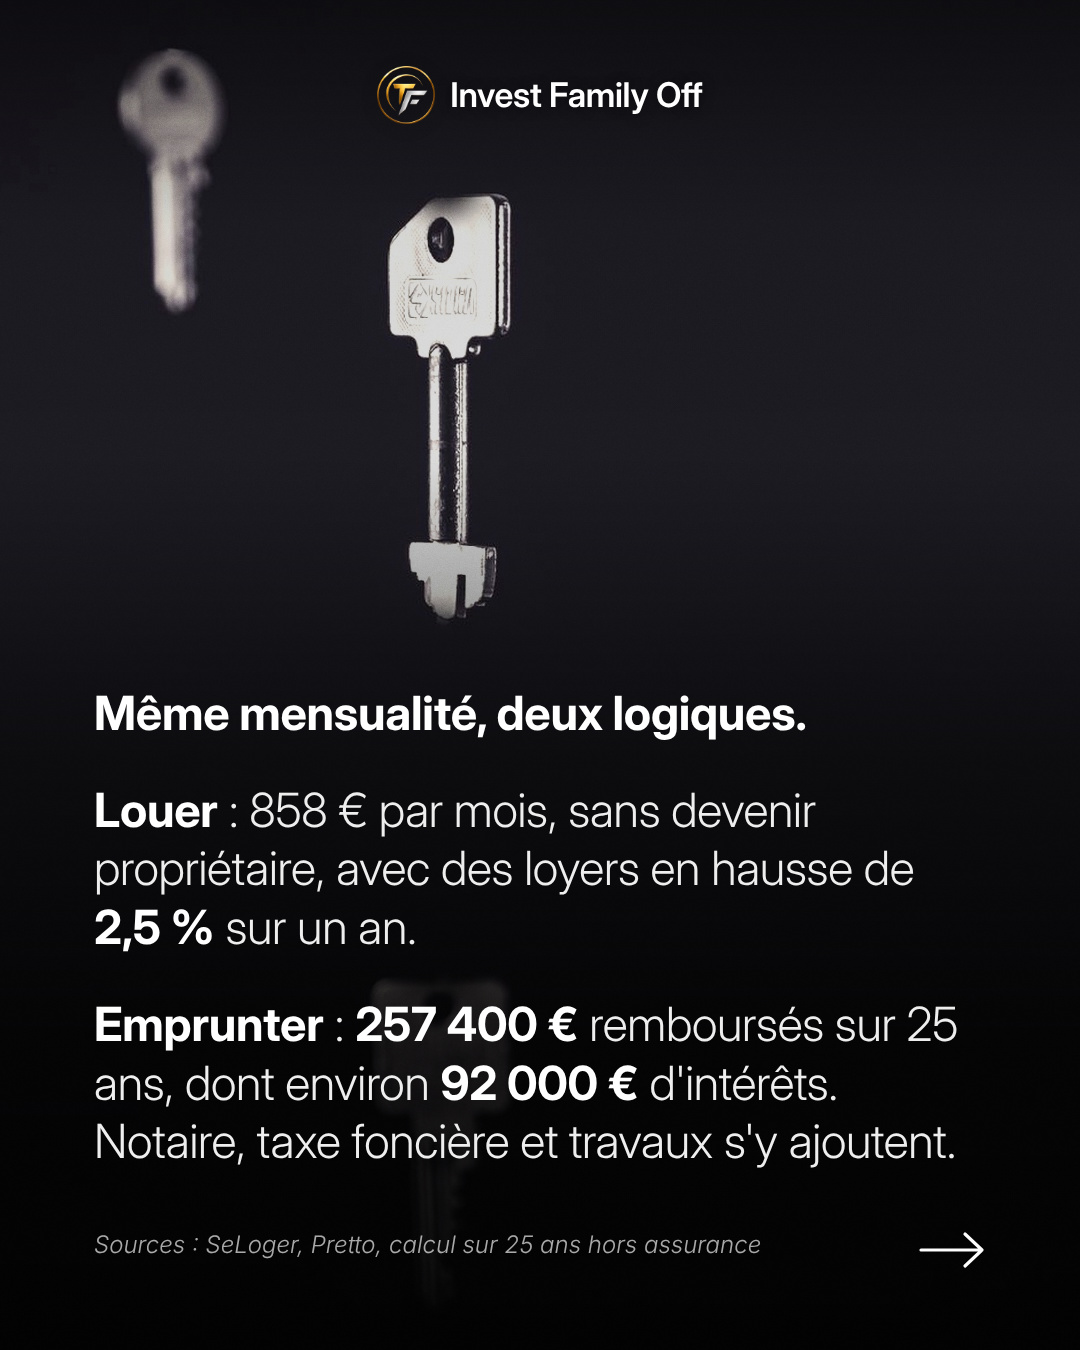 Invest Family Off
Même mensualité, deux logiques.
Louer : 858 € par mois, sans devenir
propriétaire, avec des loyers en hausse de
2,5 % sur un an.
Emprunter : 257 400 € remboursés sur 25
ans, dont environ 92 000 € d'intérêts.
Notaire, taxe foncière et travaux s'y ajoutent.
Sources : SeLoger, Pretto, calcul sur 25 ans hors assurance